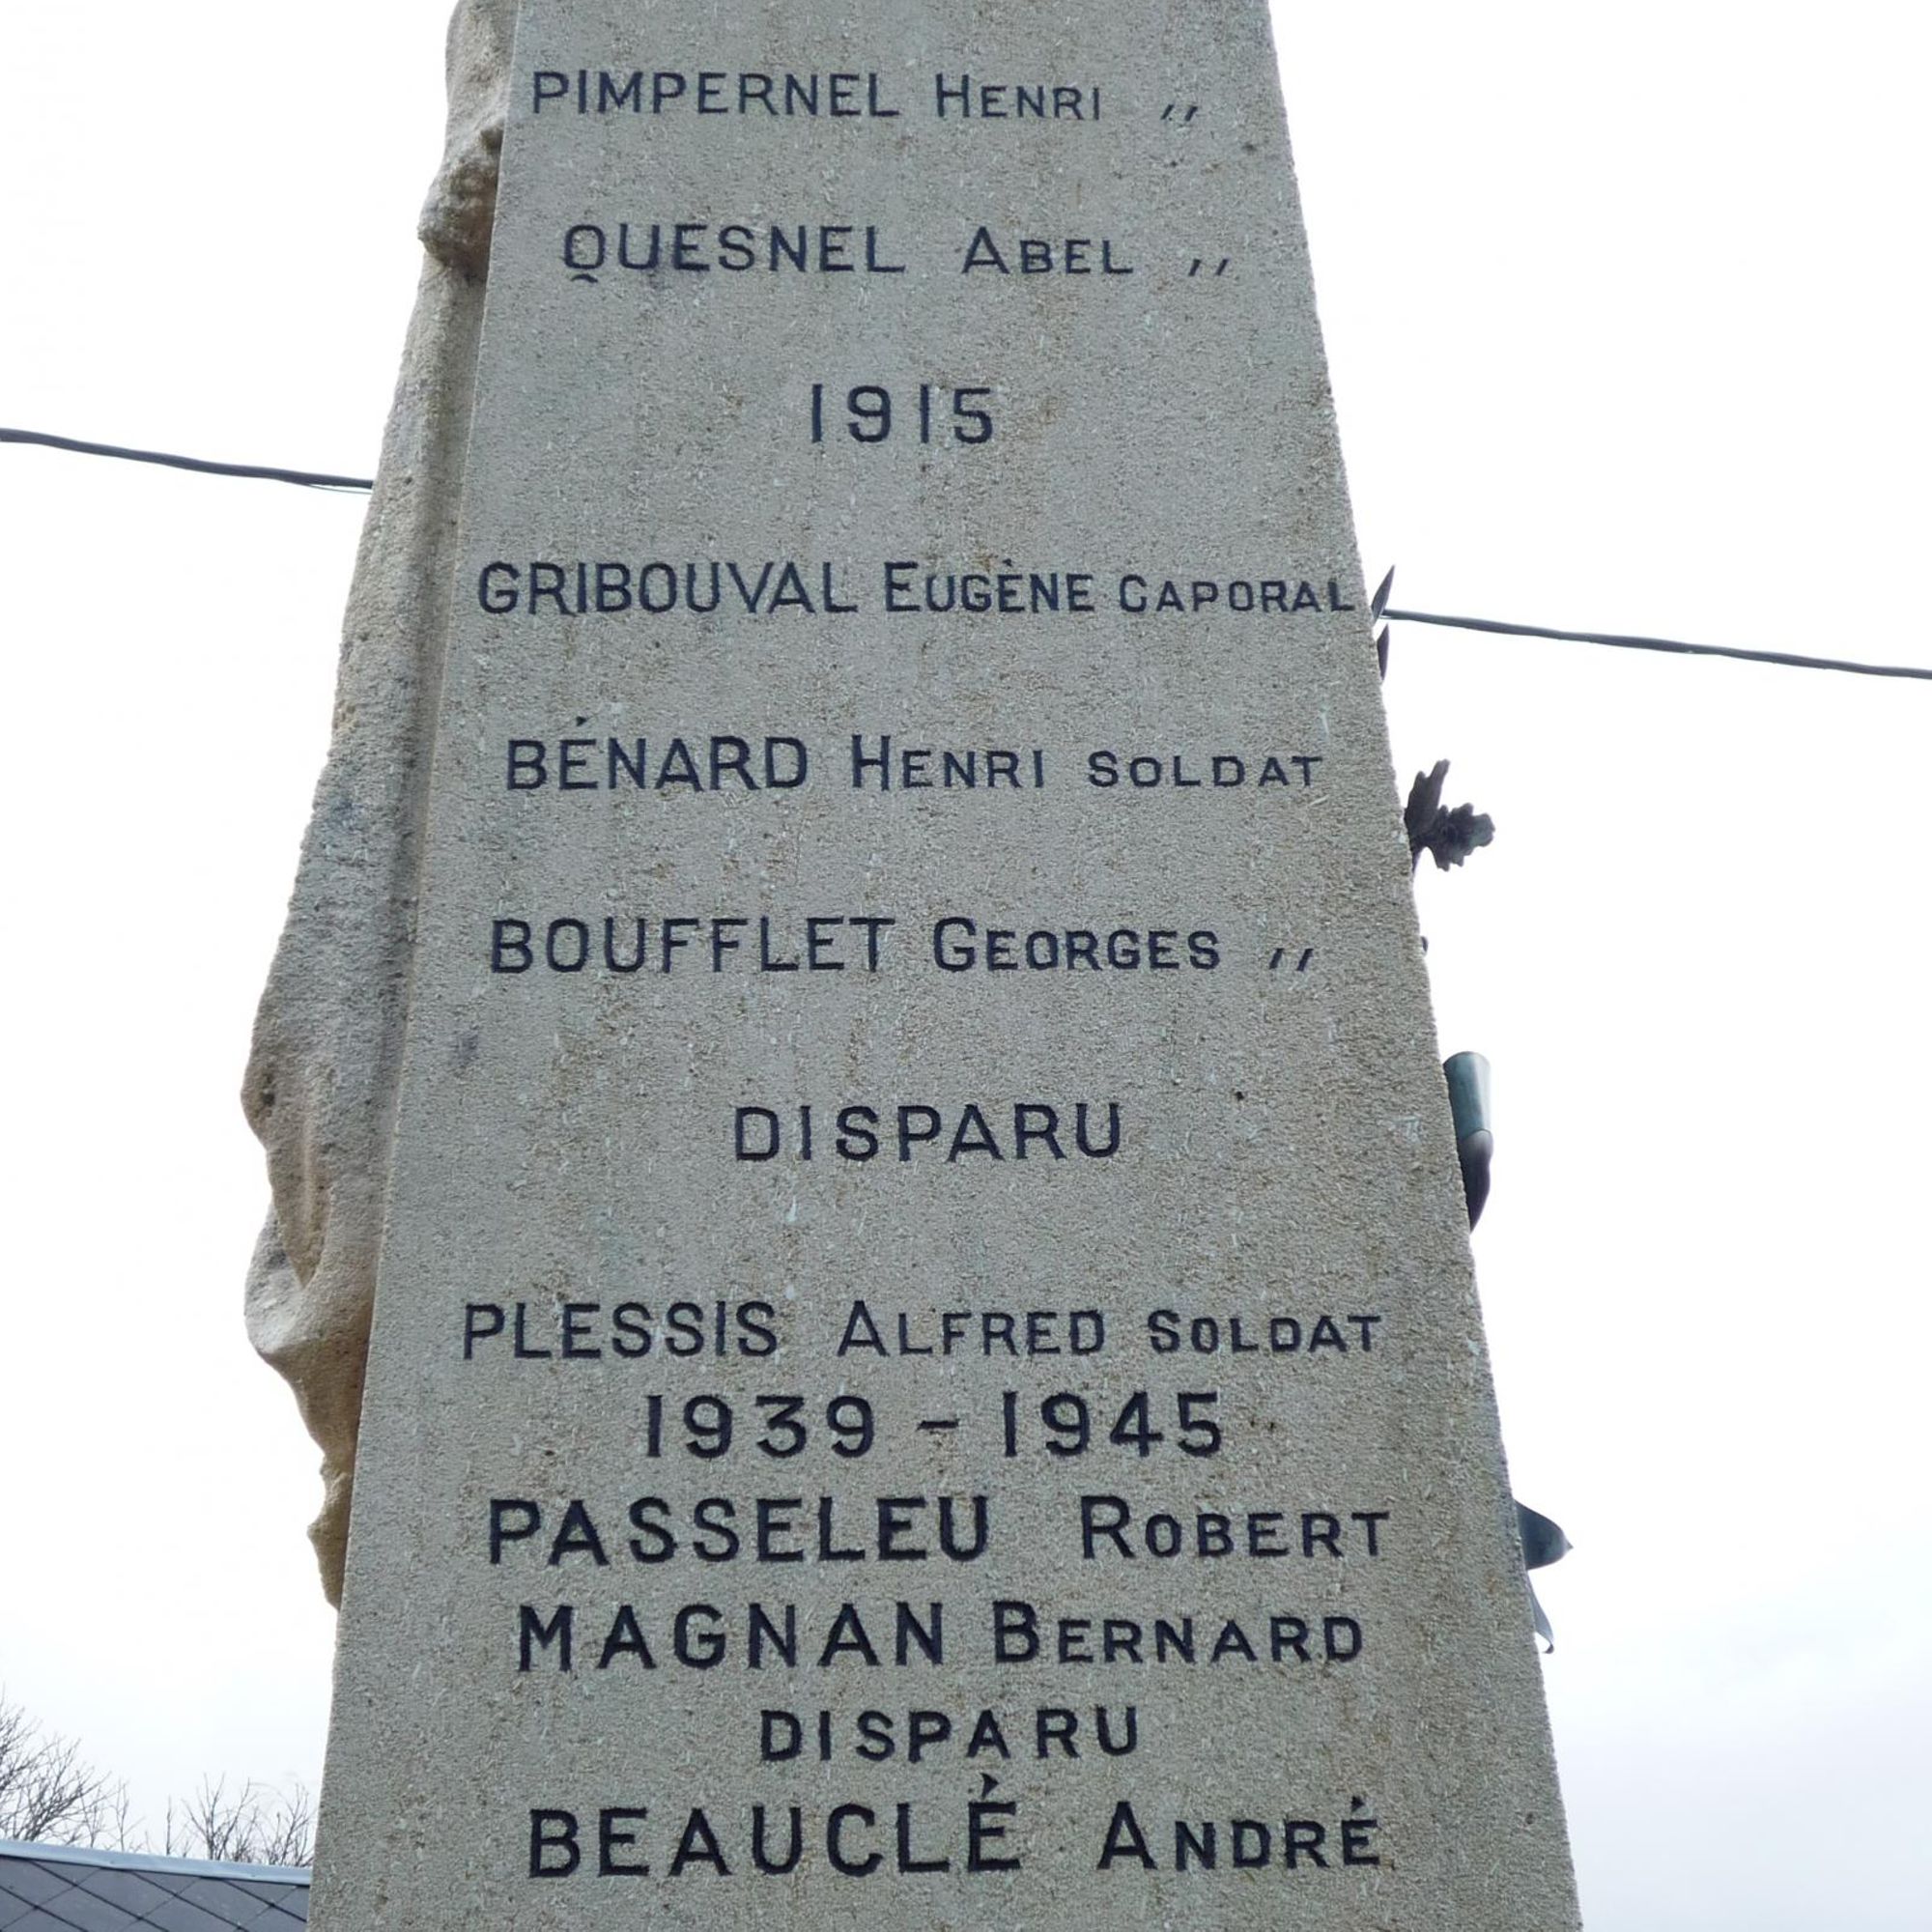 PIMPERNEL HENRI ,,
QUESNEL ABEL ,,
1915
GRIBOUVAL EUGÈNE CAPORAL
BÉNARD HENRI SOLDAT
BOUFFLET GEORGES ,,
DISPARU
PLESSIS ALFRED SOLDAT
1939 - 1945
PASSELEU ROBERT
MAGNAN BERNARD
DISPARU
BEAUCLÉ ANDRÉ